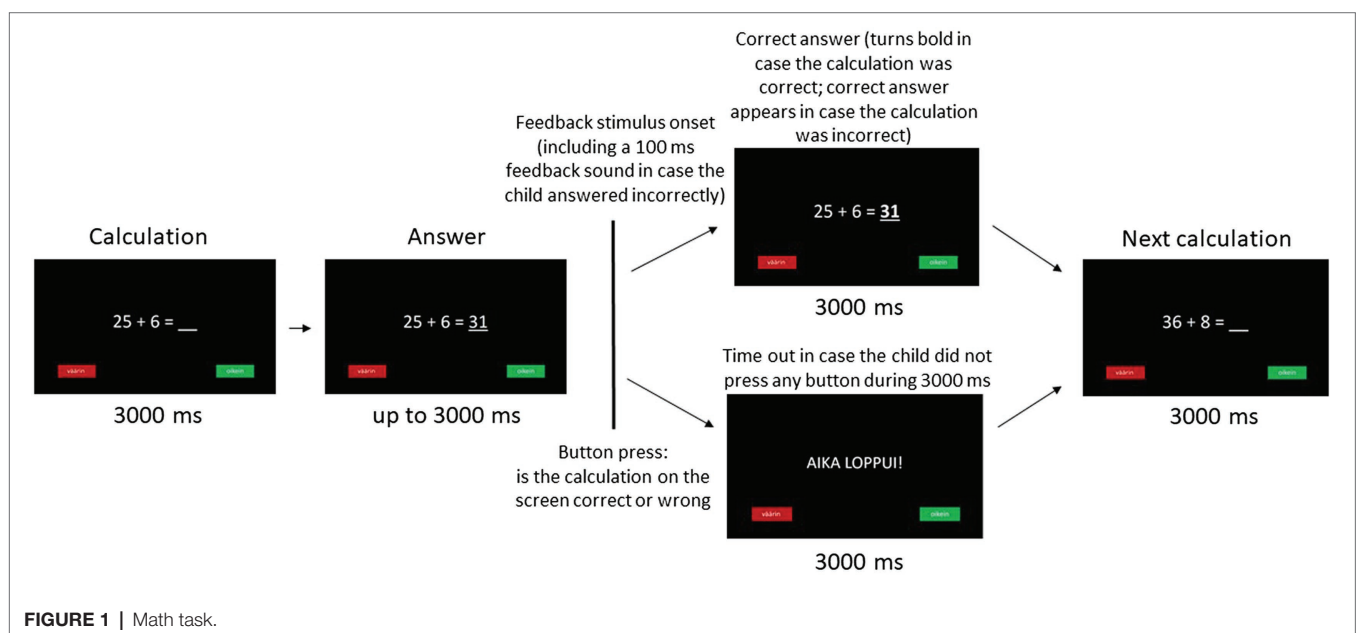 Calculation
25 + 6 = __
väärin
oikein
3000 ms
Answer
25 + 6 = 31
väärin
oikein
up to 3000 ms
Feedback stimulus onset
(including a 100 ms
feedback sound in case the
child answered incorrectly)
Button press:
is the calculation on the
screen correct or wrong
Correct answer (turns bold in
case the calculation was
correct; correct answer
appears in case the calculation
was incorrect)
25 + 6 = 31
väärin
oikein
3000 ms
Time out in case the child did not
press any button during 3000 ms
AIKA LOPPUI!
väärin
oikein
3000 ms
Next calculation
36 + 8 = __
väärin
oikein
3000 ms
FIGURE 1 | Math task.